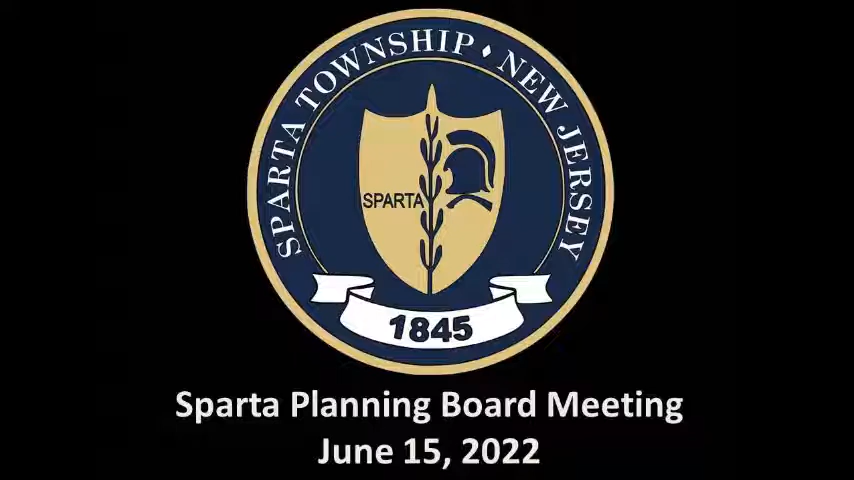 SPARTA TOWNSHIP ♦ NEW JERSEY
SPARTA
1845
Sparta Planning Board Meeting
June 15, 2022